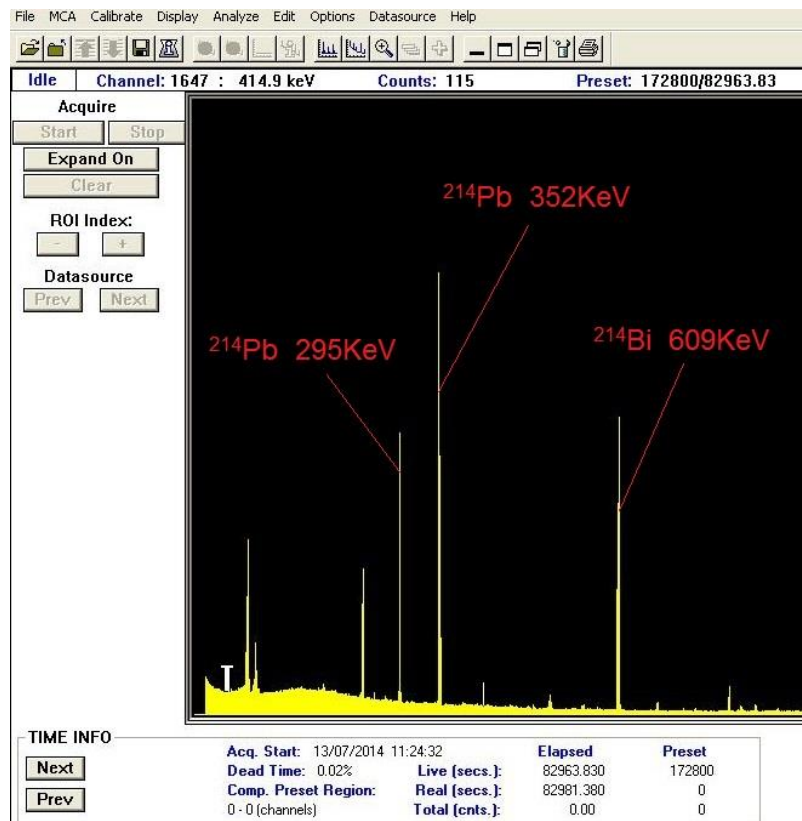 File MCA Calibrate Display Analyze Edit Options Datasource Help
Idle Channel: 1647 : 414.9 keV Counts: 115 Preset: 172800/82963.83
Acquire
Start Stop
Expand On
Clear
ROI Index:
- +
Datasource
Prev Next
²¹⁴Pb 352KeV
²¹⁴Pb 295KeV
²¹⁴Bi 609KeV
TIME INFO
Next
Prev
Acq. Start: 13/07/2014 11:24:32 Elapsed Preset
Dead Time: 0.02% Live (secs.): 82963.830 172800
Comp. Preset Region: Real (secs.): 82981.380 0
0 - 0 (channels) Total (cnts.): 0.00 0